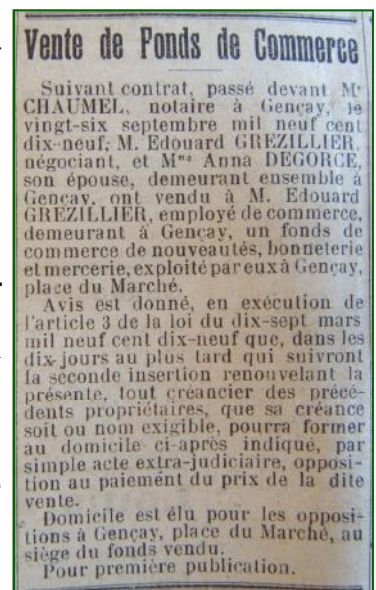 Vente de Fonds de Commerce
Suivant contrat, passé devant Me
CHAUMEL, notaire à Gençay, le
vingt-six septembre mil neuf cent
dix-neuf, M. Edouard GREZILLIER,
négociant, et Mme Anna DEGORCE,
son épouse, demeurant ensemble à
Gençay, ont vendu à M. Edouard
GREZILLIER, employé de commerce,
demeurant à Gençay, un fonds de
commerce de nouveautés, bonneterie
et mercerie, exploité par eux à Gençay,
place du Marché.
Avis est donné, en exécution de
l'article 3 de la loi du dix-sept mars
mil neuf cent dix-neuf que, dans les
dix jours au plus tard qui suivront
la seconde insertion renouvelant la
présente, tout créancier des précé-
dents propriétaires, que sa créance
soit ou nom exigible, pourra former
au domicile ci-après indiqué, par
simple acte extra-judiciaire, opposi-
tion au paiement du prix de la dite
vente.
Domicile est élu pour les opposi-
tions à Gençay, place du Marché, au
siège du fonds vendu.
Pour première publication.